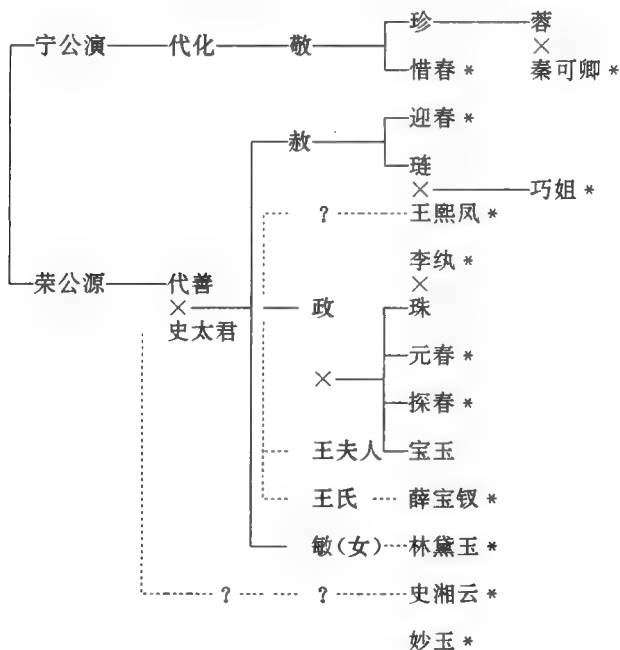 珍 蓉
宁公演 代化 敬 ×
惜春* 秦可卿*
迎春*
赦
琏
× 巧姐*
? 王熙凤*
李纨*
荣公源 代善 ×
× 政 珠
史太君
元春*
×
探春*
王夫人 宝玉
王氏 薛宝钗*
敏(女) 林黛玉*
? ? 史湘云*
妙玉*